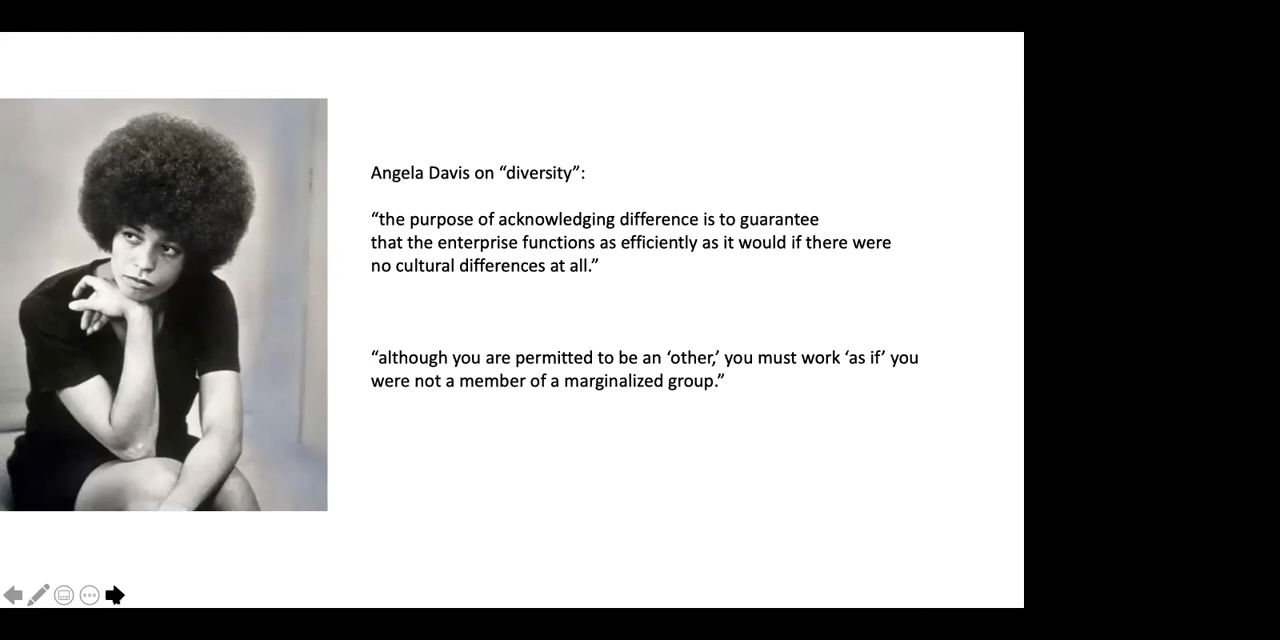 Angela Davis on “diversity”:
“the purpose of acknowledging difference is to guarantee
that the enterprise functions as efficiently as it would if there were
no cultural differences at all.”
“although you are permitted to be an ‘other,’ you must work ‘as if’ you
were not a member of a marginalized group.”